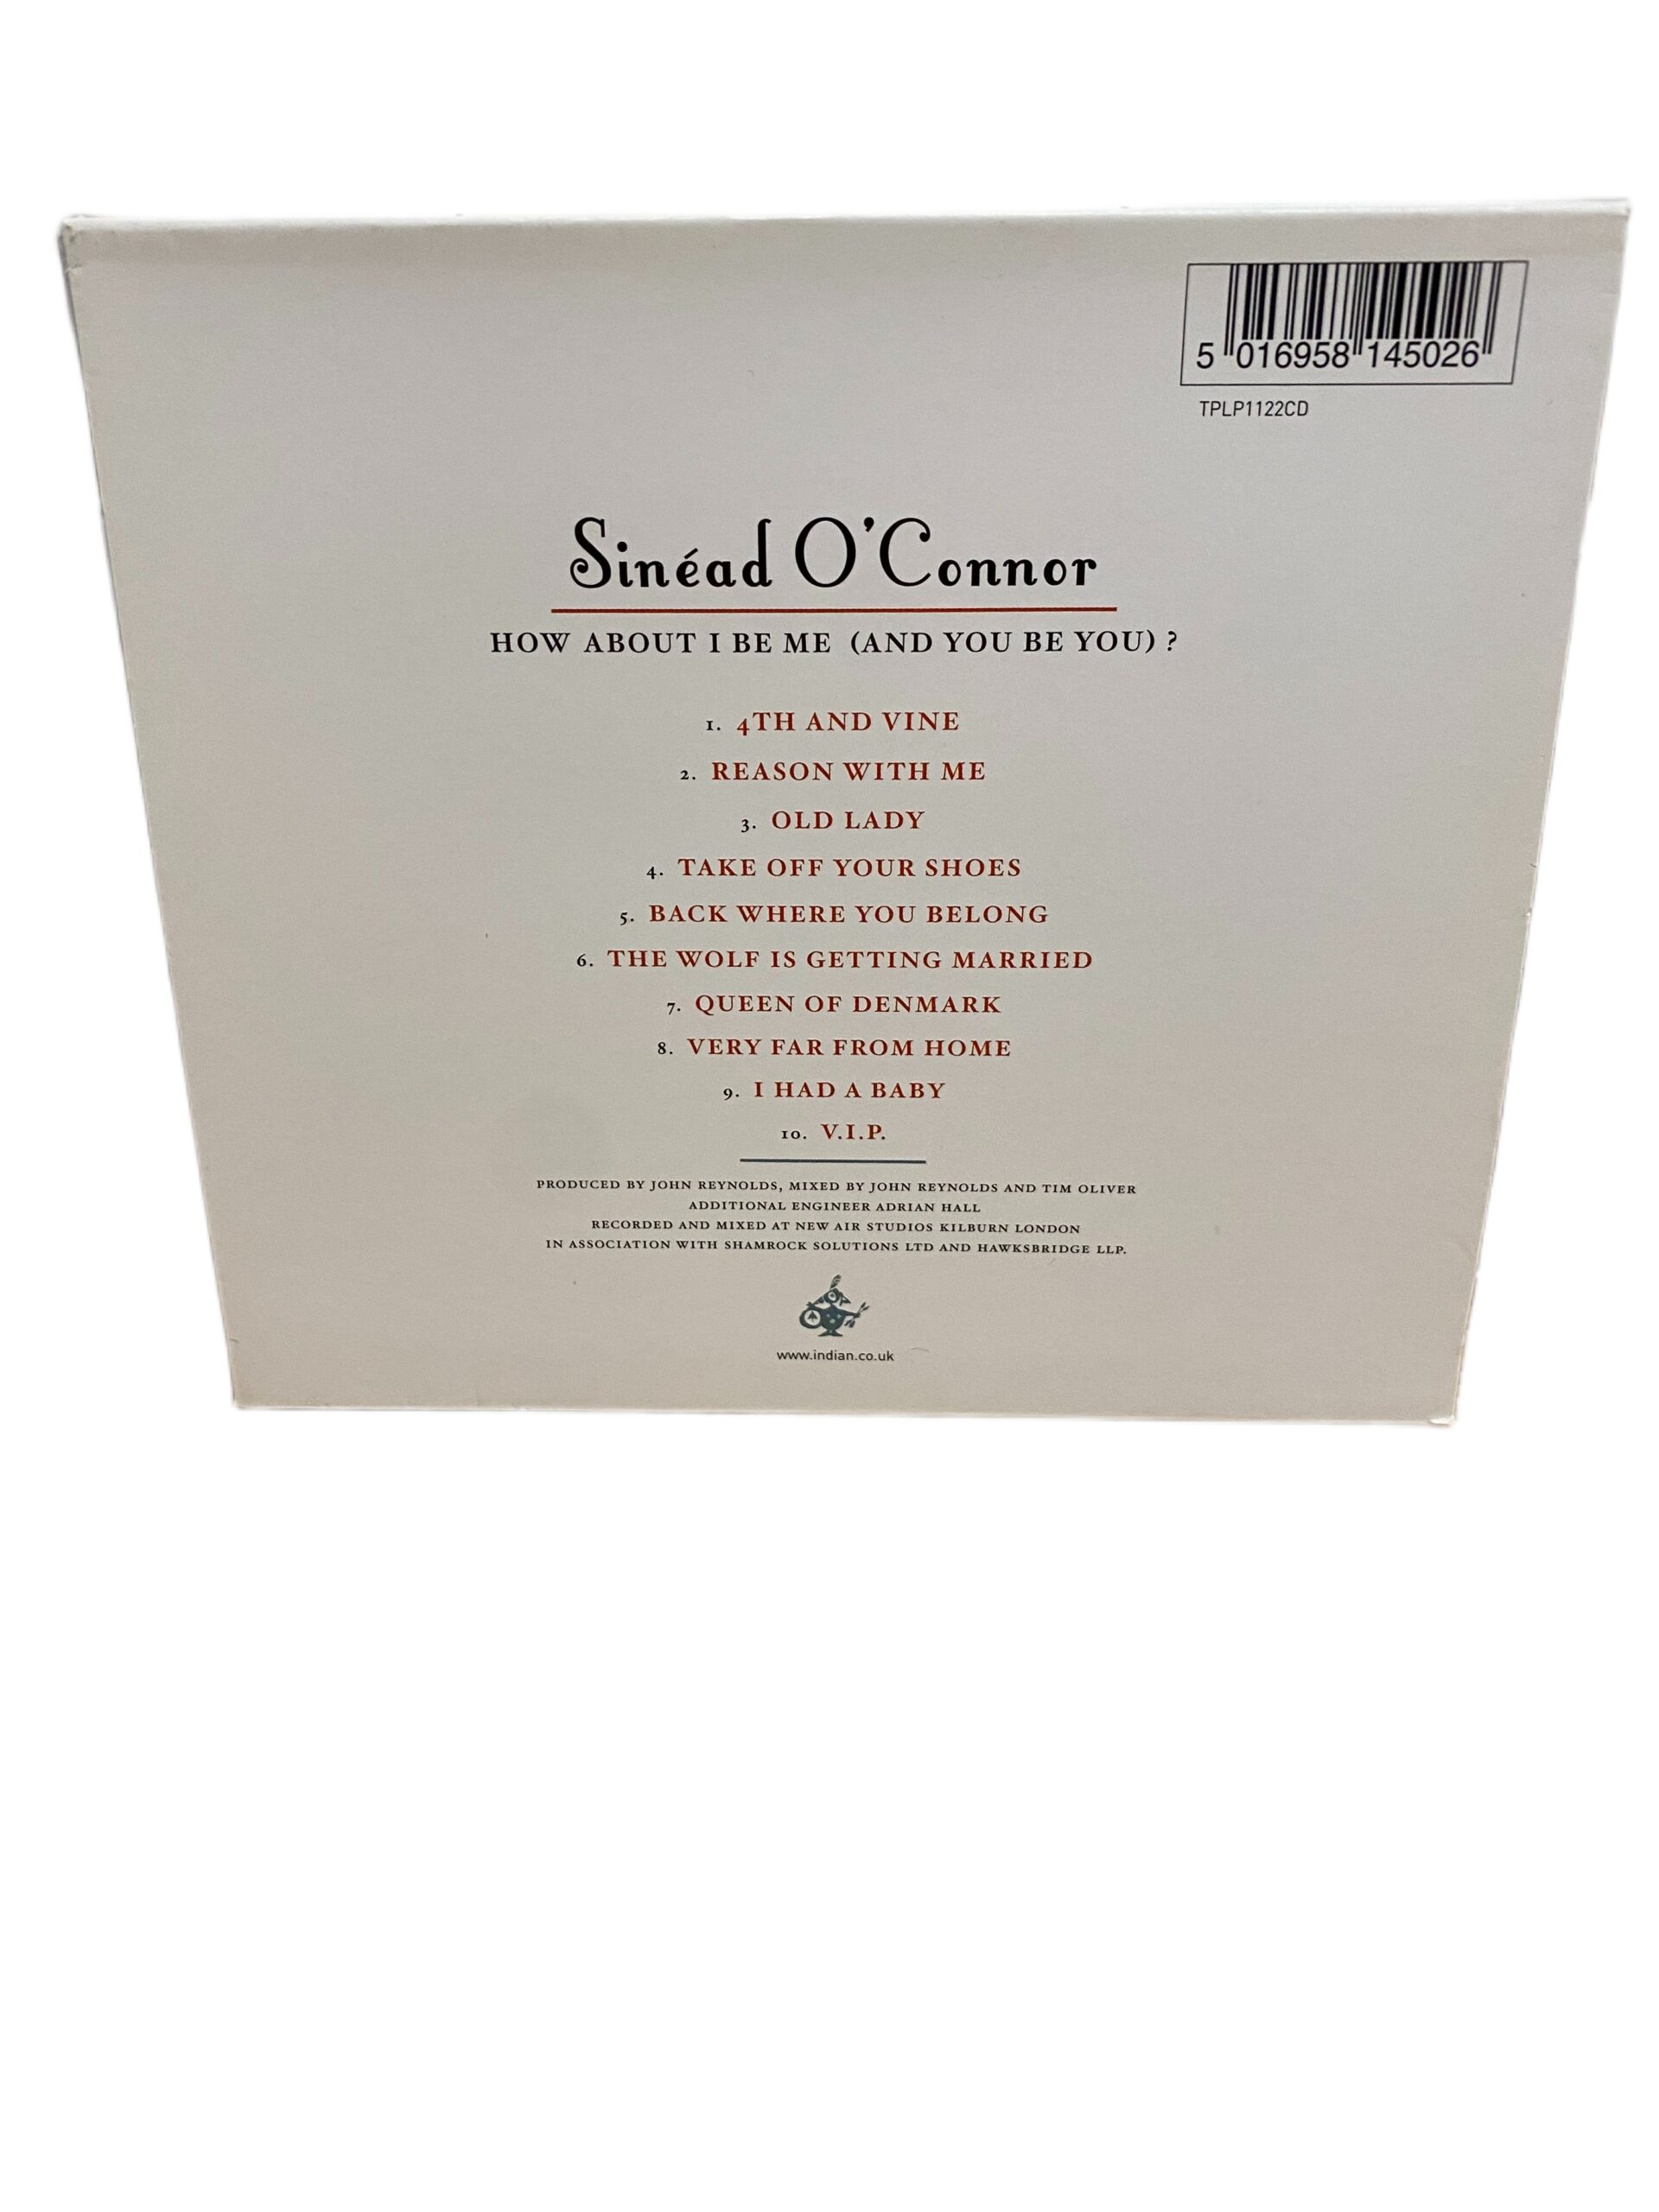 5 016958 145026
TPLP1122CD
Sinéad O'Connor
HOW ABOUT I BE ME (AND YOU BE YOU) ?
1. 4TH AND VINE
2. REASON WITH ME
3. OLD LADY
4. TAKE OFF YOUR SHOES
5. BACK WHERE YOU BELONG
6. THE WOLF IS GETTING MARRIED
7. QUEEN OF DENMARK
8. VERY FAR FROM HOME
9. I HAD A BABY
10. V.I.P.
PRODUCED BY JOHN REYNOLDS, MIXED BY JOHN REYNOLDS AND TIM OLIVER
ADDITIONAL ENGINEER ADRIAN HALL
RECORDED AND MIXED AT NEW AIR STUDIOS KILBURN LONDON
IN ASSOCIATION WITH SHAMROCK SOLUTIONS LTD AND HAWKSBRIDGE LLP.
www.indian.co.uk